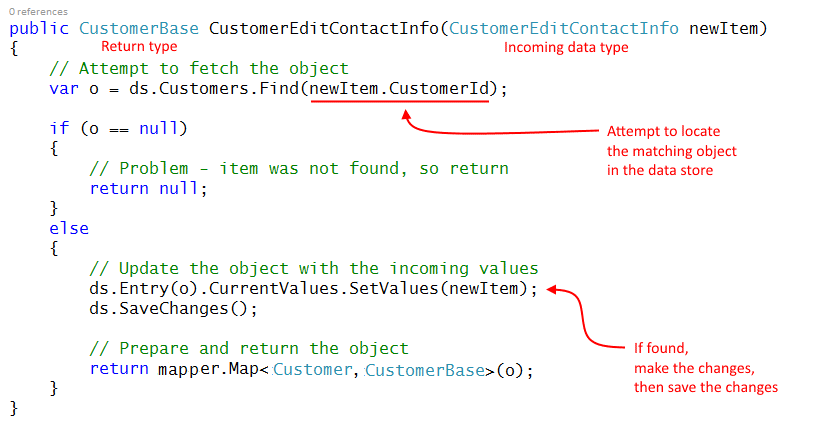 0 references
public CustomerBase CustomerEditContactInfo(CustomerEditContactInfo newItem)
Return type
Incoming data type
{
// Attempt to fetch the object
var o = ds.Customers.Find(newItem.CustomerId);
if (o == null)
Attempt to locate
the matching object
in the data store
{
// Problem – item was not found, so return
return null;
}
else
{
// Update the object with the incoming values
ds.Entry(o).CurrentValues.SetValues(newItem);
ds.SaveChanges();
If found,
make the changes,
then save the changes
// Prepare and return the object
return mapper.Map<Customer, CustomerBase>(o);
}
}